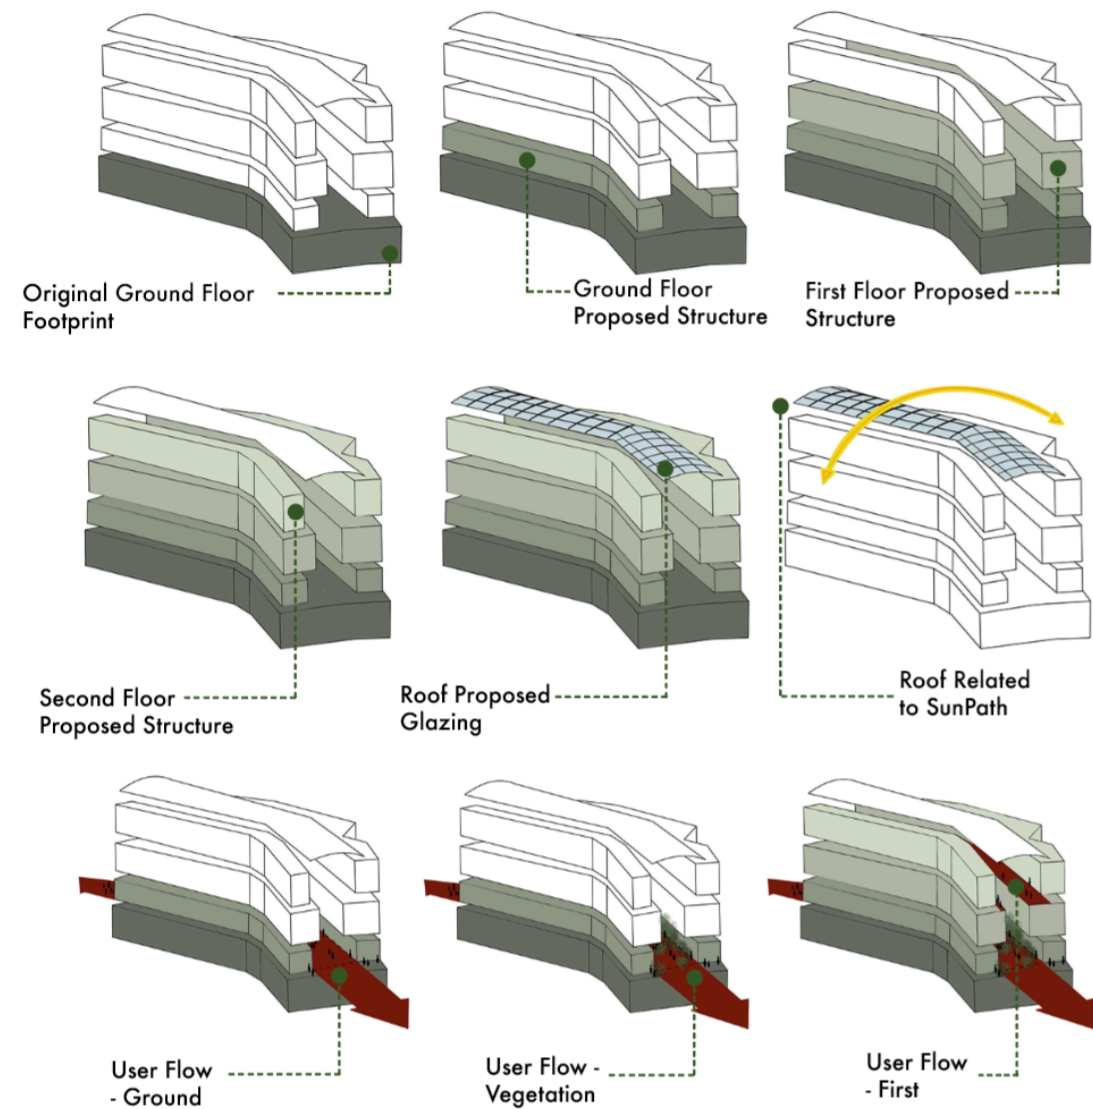 Original Ground Floor
Footprint
Ground Floor
Proposed Structure
First Floor Proposed
Structure
Second Floor
Proposed Structure
Roof Proposed
Glazing
Roof Related
to SunPath
User Flow
- Ground
User Flow -
Vegetation
User Flow
- First